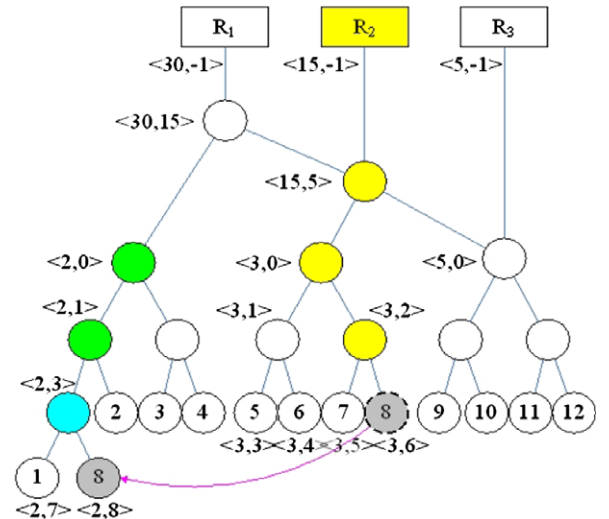 R₁ R₂ R₃
<30,-1> <15,-1> <5,-1>
<30,15>
<15,5>
<2,0> <3,0> <5,0>
<2,1> <3,1> <3,2>
<2,3>
2 3 4 5 6 7 8 9 10 11 12
<3,3> <3,4> <3,5> <3,6>
1 8
<2,7> <2,8>